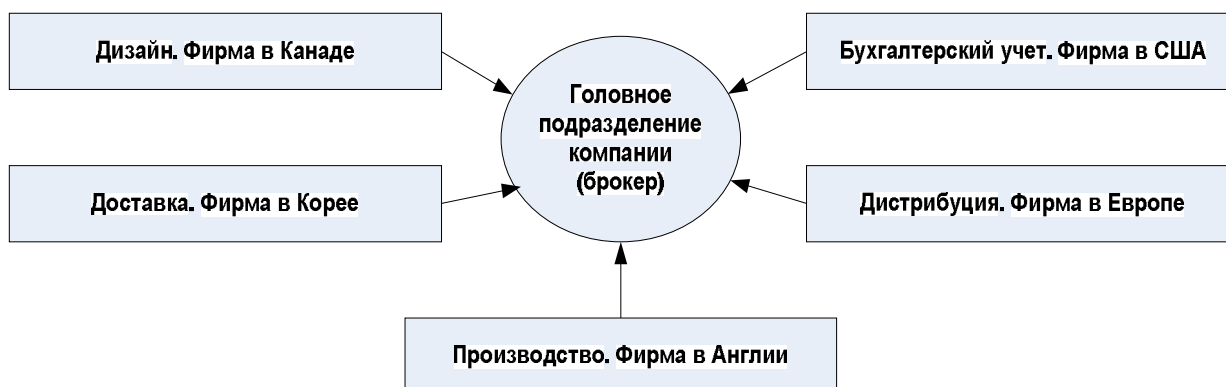 Дизайн. Фирма в Канаде
Бухгалтерский учет. Фирма в США
Головное
подразделение
компании
(брокер)
Доставка. Фирма в Корее
Дистрибуция. Фирма в Европе
Производство. Фирма в Англии